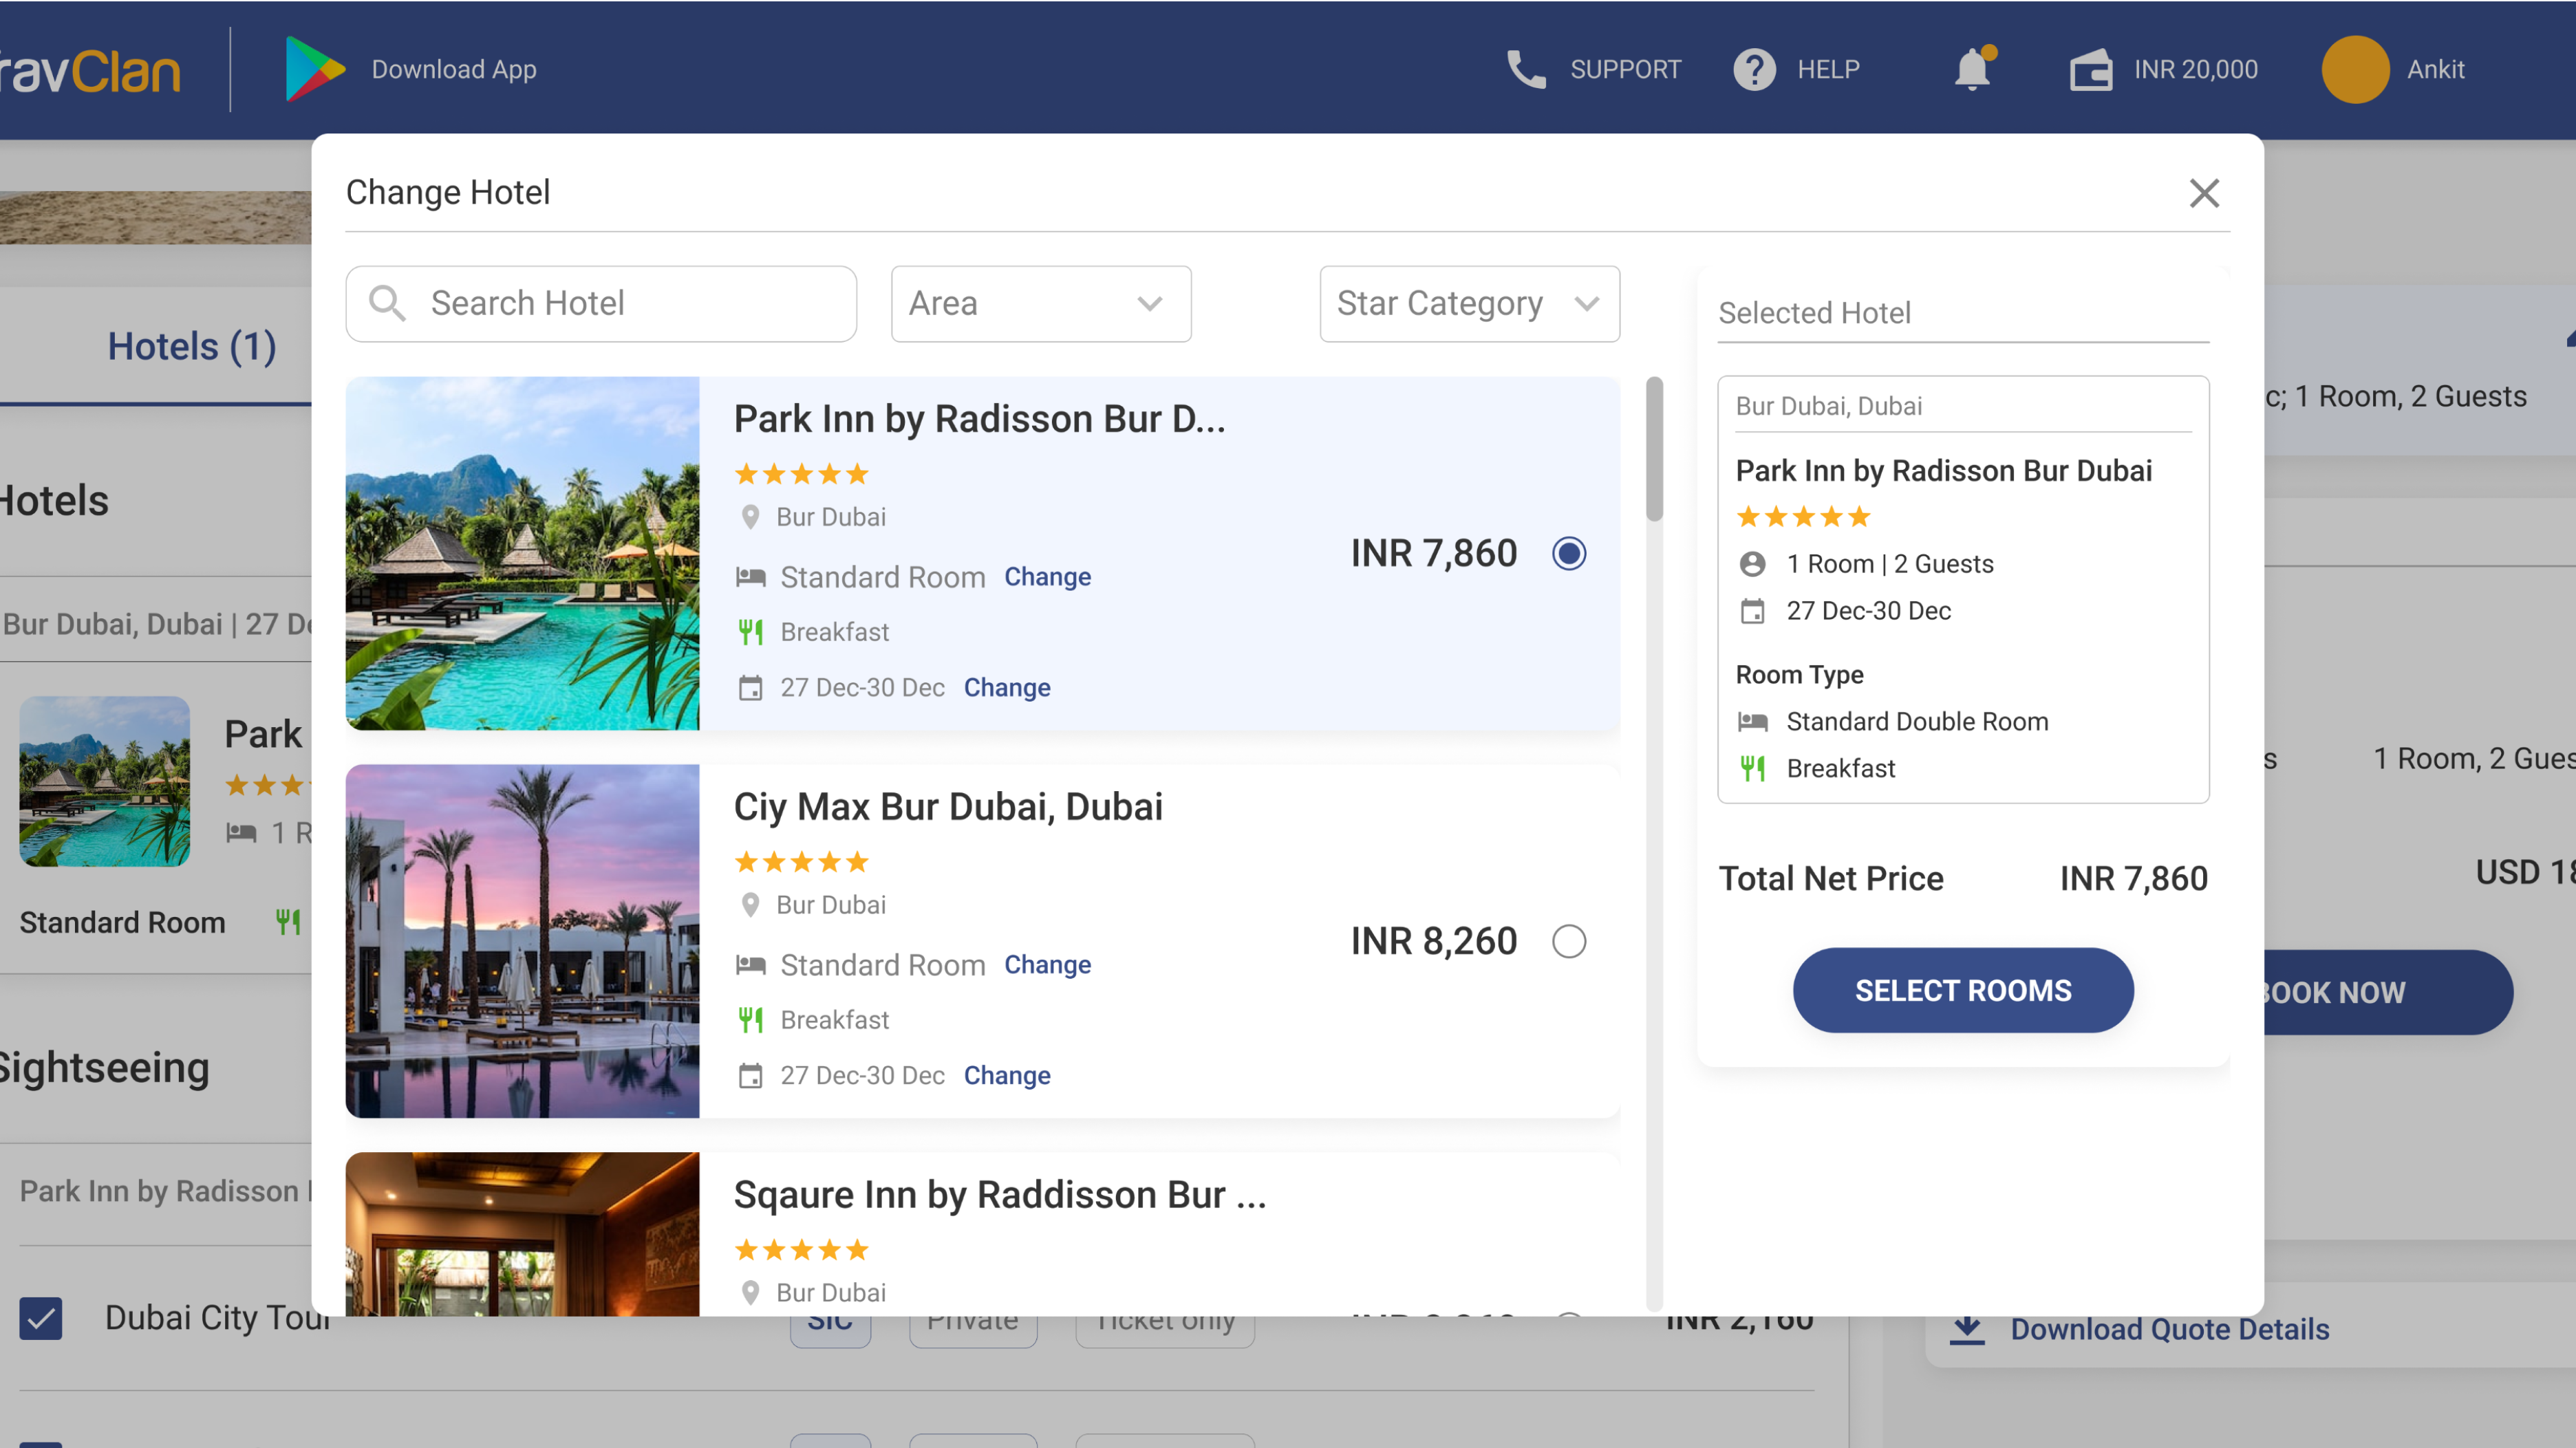 ravClan
Download App
SUPPORT
HELP
INR 20,000
Ankit
Change Hotel
Search Hotel
Area
Star Category
Selected Hotel
Hotels (1)
c; 1 Room, 2 Guests
Park Inn by Radisson Bur D...
Bur Dubai
Standard Room Change
Breakfast
27 Dec-30 Dec Change
INR 7,860
Bur Dubai, Dubai
Park Inn by Radisson Bur Dubai
1 Room | 2 Guests
27 Dec-30 Dec
Room Type
Standard Double Room
Breakfast
Total Net Price INR 7,860
SELECT ROOMS
Hotels
Bur Dubai, Dubai | 27 D
Park
1 R
Standard Room
1 Room, 2 Gues
USD 18
BOOK NOW
Ciy Max Bur Dubai, Dubai
Bur Dubai
Standard Room Change
Breakfast
27 Dec-30 Dec Change
INR 8,260
Sightseeing
Park Inn by Radisson
Sqaure Inn by Raddisson Bur ...
Bur Dubai
Dubai City Tour
SIC
Private
Ticket only
INR 2,160
Download Quote Details